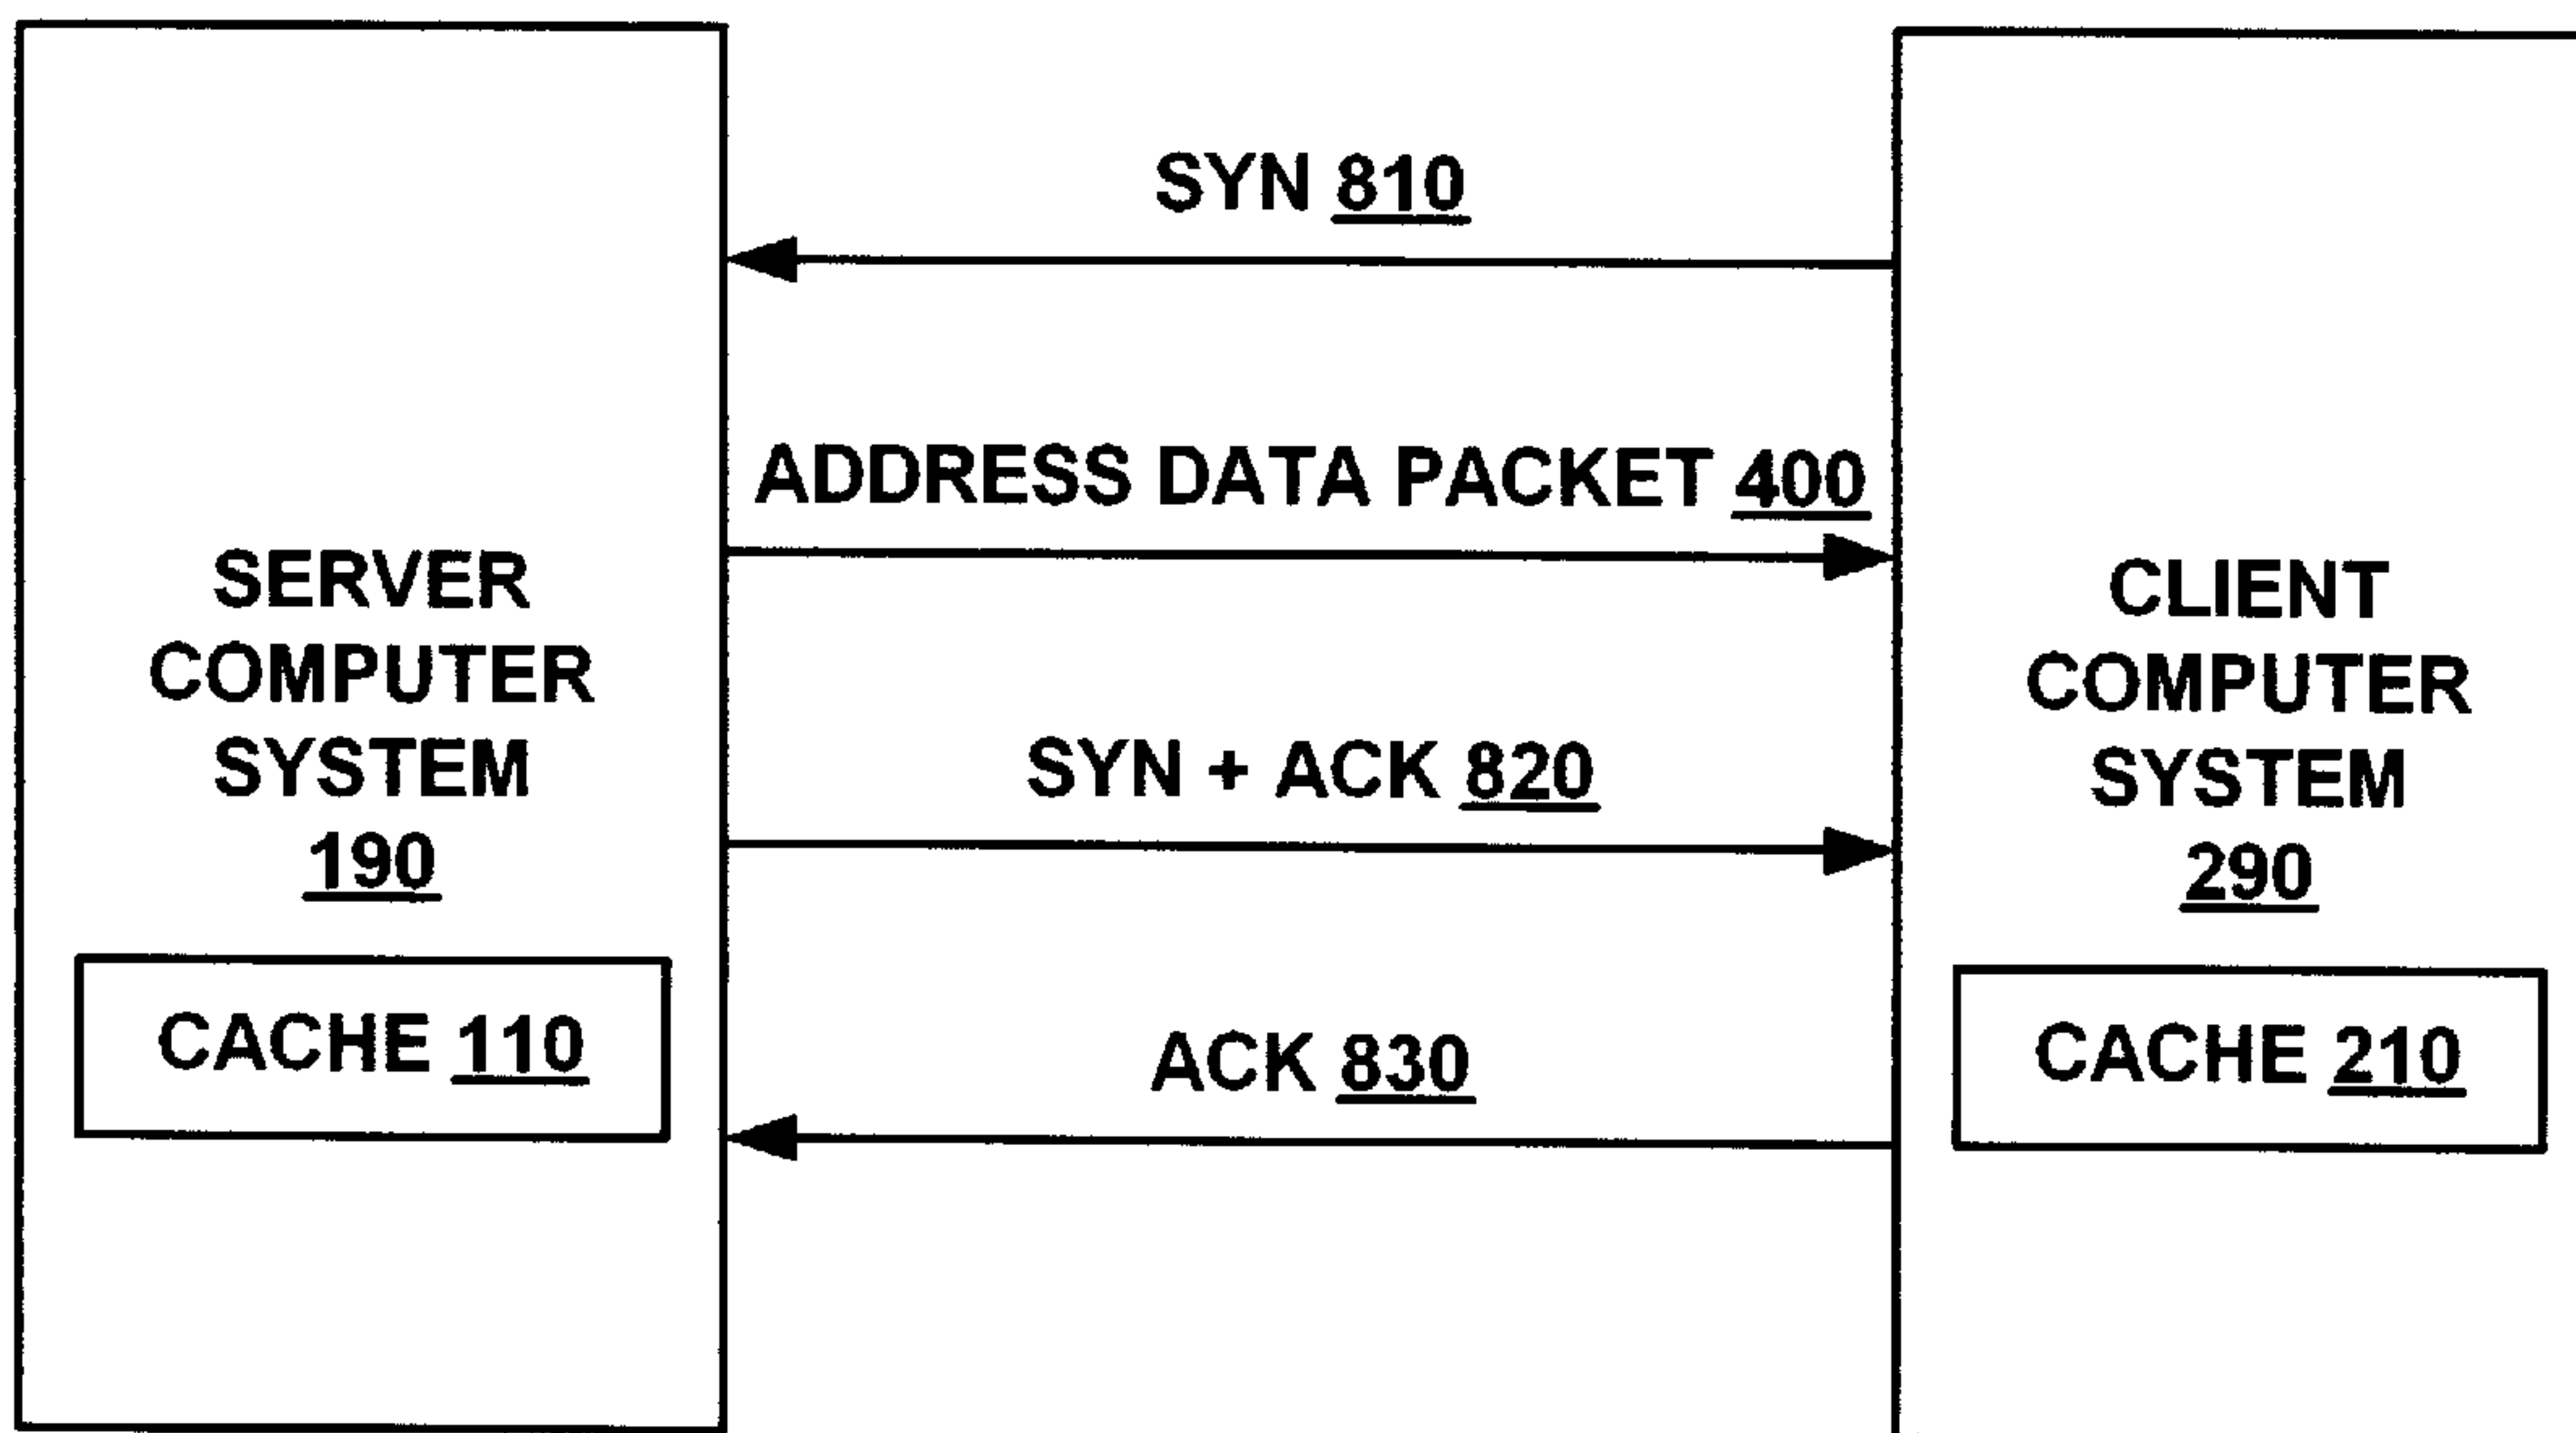 SYN 810
ADDRESS DATA PACKET 400
SERVER
COMPUTER
SYSTEM
190
CACHE 110
SYN + ACK 820
ACK 830
CLIENT
COMPUTER
SYSTEM
290
CACHE 210